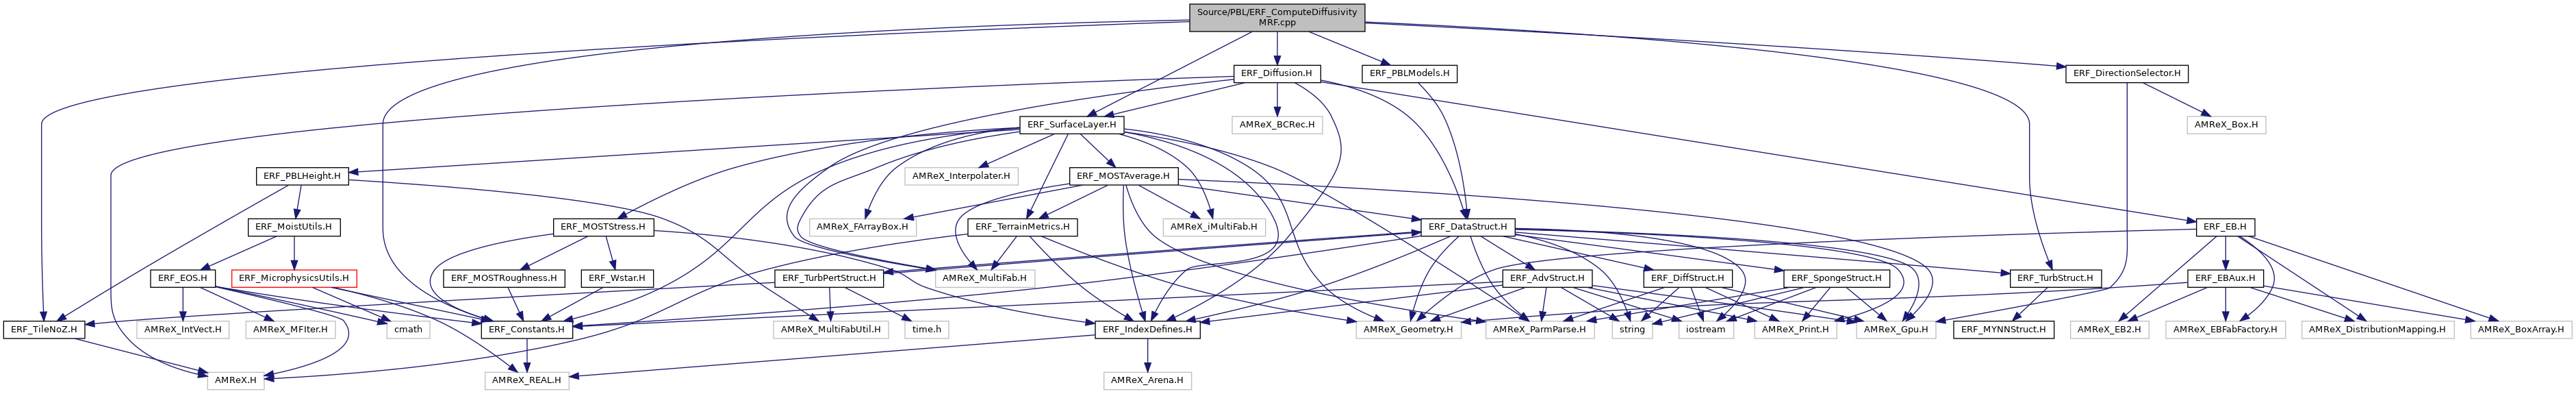 Source/PBL/ERF_ComputeDiffusivity
MRF.cpp
ERF_Diffusion.H
ERF_PBLModels.H
ERF_DirectionSelector.H
ERF_SurfaceLayer.H
AMReX_BCRec.H
AMReX_Box.H
ERF_PBLHeight.H
AMReX_Interpolater.H
ERF_MOSTAverage.H
ERF_MoistUtils.H
ERF_MOSTStress.H
AMReX_FArrayBox.H
ERF_TerrainMetrics.H
AMReX_iMultiFab.H
ERF_DataStruct.H
ERF_EB.H
ERF_EOS.H
ERF_MicrophysicsUtils.H
ERF_MOSTRoughness.H
ERF_Wstar.H
ERF_TurbPertStruct.H
AMReX_MultiFab.H
ERF_AdvStruct.H
ERF_DiffStruct.H
ERF_SpongeStruct.H
ERF_TurbStruct.H
ERF_EBAux.H
ERF_TileNoZ.H
AMReX_IntVect.H
AMReX_MFIter.H
cmath
ERF_Constants.H
AMReX_MultiFabUtil.H
time.h
ERF_IndexDefines.H
AMReX_Geometry.H
AMReX_ParmParse.H
string
iostream
AMReX_Print.H
AMReX_Gpu.H
ERF_MYNNStruct.H
AMReX_EB2.H
AMReX_EBFabFactory.H
AMReX_DistributionMapping.H
AMReX_BoxArray.H
AMReX.H
AMReX_REAL.H
AMReX_Arena.H